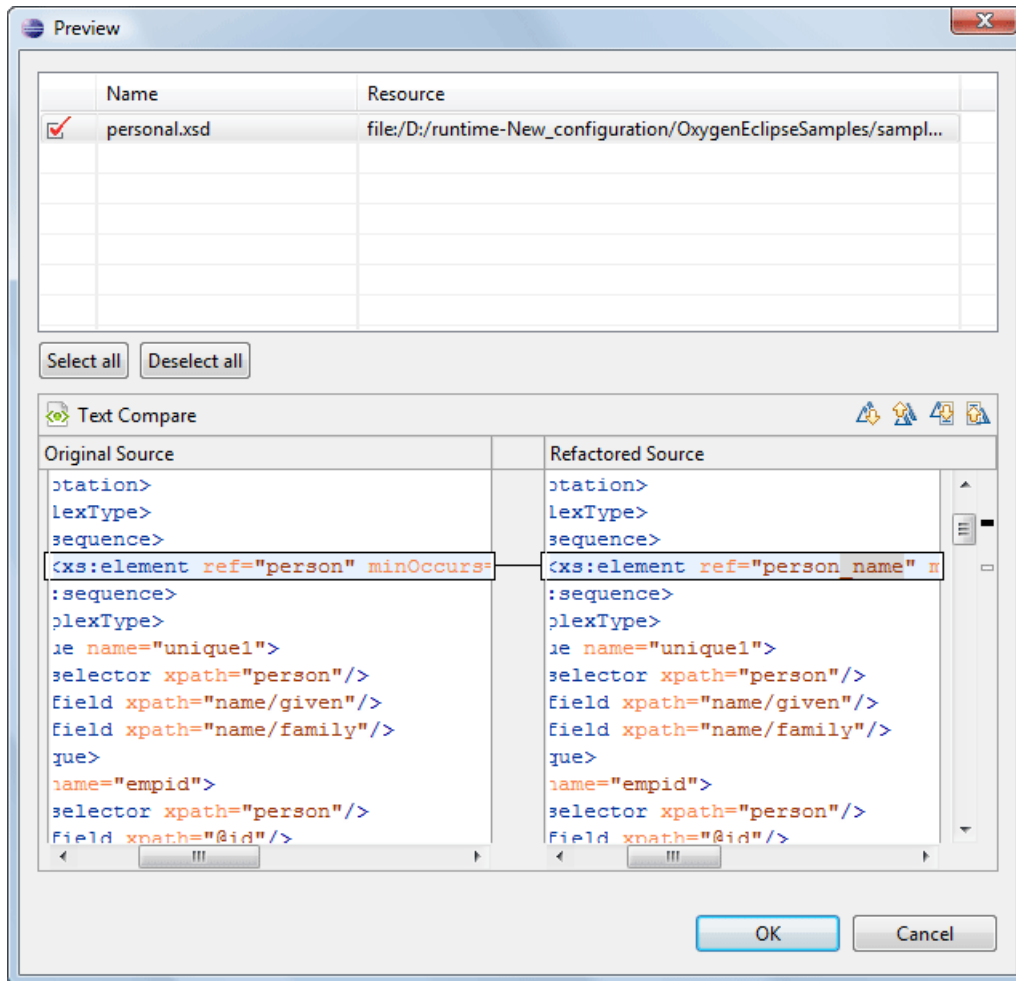 Preview
Name Resource
personal.xsd file:/D:/runtime-New_configuration/OxygenEclipseSamples/sampl...
Select all Deselect all
Text Compare
Original Source Refactored Source
otation> otation>
lexType> lexType>
sequence> sequence>
<xs:element ref="person" minOccurs= <xs:element ref="person_name" m
:sequence> :sequence>
plexType> plexType>
ue name="unique1"> ue name="unique1">
selector xpath="person"/> selector xpath="person"/>
field xpath="name/given"/> field xpath="name/given"/>
field xpath="name/family"/> field xpath="name/family"/>
que> que>
name="empid"> name="empid">
selector xpath="person"/> selector xpath="person"/>
field xpath="@id"/> field xpath="@id"/>
OK Cancel